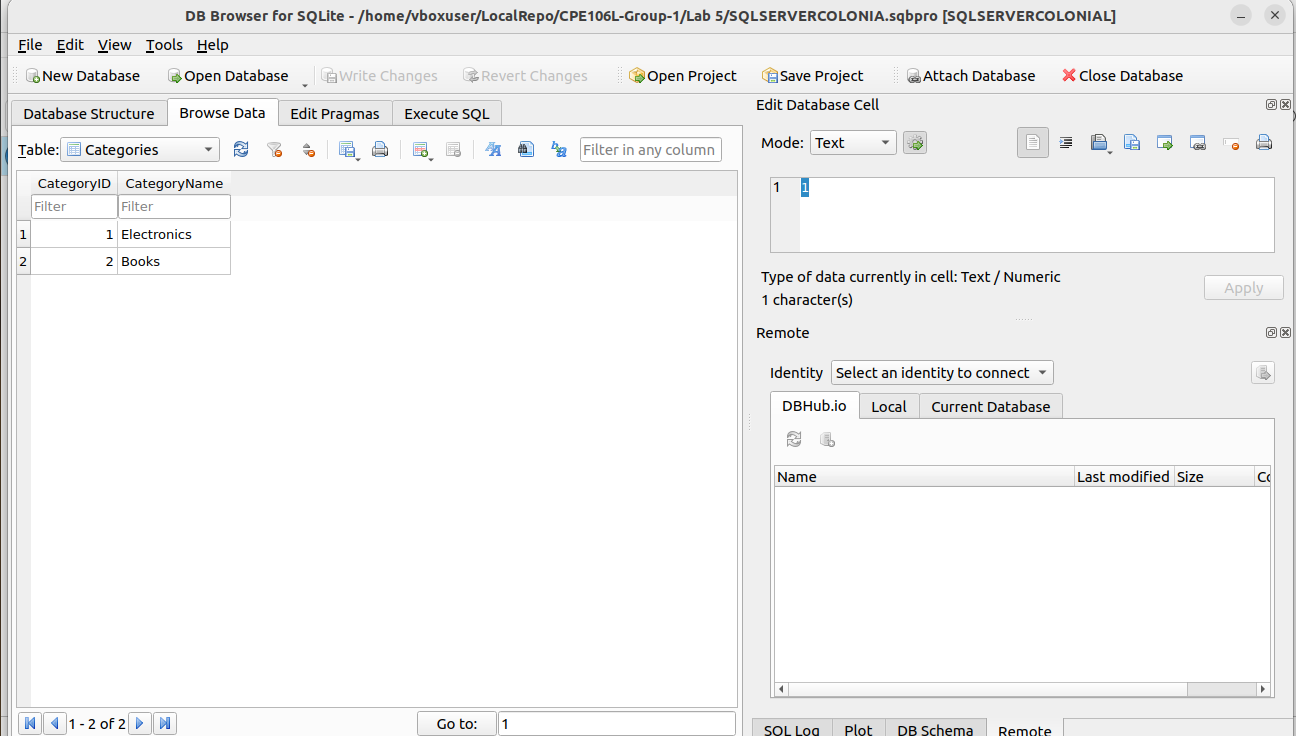 DB Browser for SQLite - /home/vboxuser/LocalRepo/CPE106L-Group-1/Lab 5/SQLSERVERCOLONIA.sqbpro [SQLSERVERCOLONIAL]
File Edit View Tools Help
New Database Open Database Write Changes Revert Changes Open Project Save Project Attach Database Close Database
Database Structure Browse Data Edit Pragmas Execute SQL
Table: Categories Filter in any column
CategoryID CategoryName
Filter Filter
1 1 Electronics
2 2 Books
1 - 2 of 2 Go to: 1
Edit Database Cell
Mode: Text
1 1
Type of data currently in cell: Text / Numeric
1 character(s)
Apply
Remote
Identity Select an identity to connect
DBHub.io Local Current Database
Name Last modified Size Co
SQL Log Plot DB Schema Remote